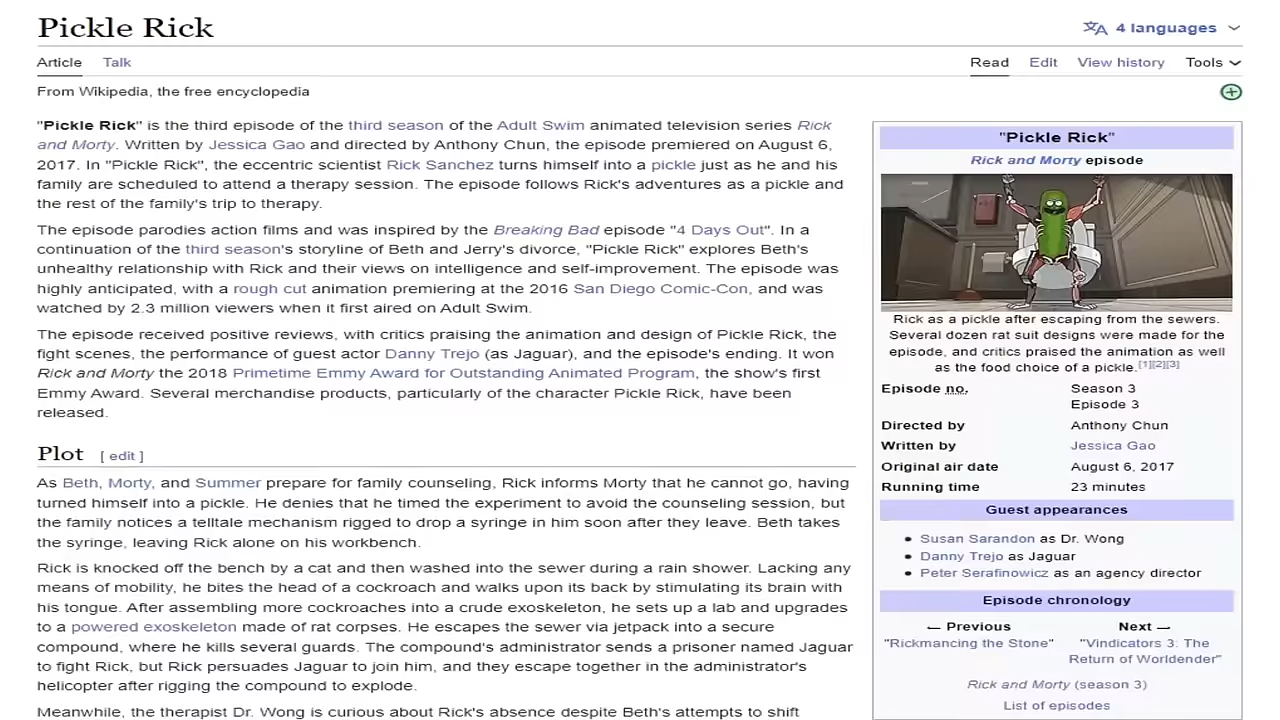 Pickle Rick
4 languages
Article Talk
Read Edit View history Tools
From Wikipedia, the free encyclopedia
"Pickle Rick" is the third episode of the third season of the Adult Swim animated television series Rick
and Morty. Written by Jessica Gao and directed by Anthony Chun, the episode premiered on August 6,
2017. In "Pickle Rick", the eccentric scientist Rick Sanchez turns himself into a pickle just as he and his
family are scheduled to attend a therapy session. The episode follows Rick's adventures as a pickle and
the rest of the family's trip to therapy.
The episode parodies action films and was inspired by the Breaking Bad episode "4 Days Out". In a
continuation of the third season's storyline of Beth and Jerry's divorce, "Pickle Rick" explores Beth's
unhealthy relationship with Rick and their views on intelligence and self-improvement. The episode was
highly anticipated, with a rough cut animation premiering at the 2016 San Diego Comic-Con, and was
watched by 2.3 million viewers when it first aired on Adult Swim.
The episode received positive reviews, with critics praising the animation and design of Pickle Rick, the
fight scenes, the performance of guest actor Danny Trejo (as Jaguar), and the episode's ending. It won
Rick and Morty the 2018 Primetime Emmy Award for Outstanding Animated Program, the show's first
Emmy Award. Several merchandise products, particularly of the character Pickle Rick, have been
released.
Plot [ edit ]
As Beth, Morty, and Summer prepare for family counseling, Rick informs Morty that he cannot go, having
turned himself into a pickle. He denies that he timed the experiment to avoid the counseling session, but
the family notices a telltale mechanism rigged to drop a syringe in him soon after they leave. Beth takes
the syringe, leaving Rick alone on his workbench.
Rick is knocked off the bench by a cat and then washed into the sewer during a rain shower. Lacking any
means of mobility, he bites the head of a cockroach and walks upon its back by stimulating its brain with
his tongue. After assembling more cockroaches into a crude exoskeleton, he sets up a lab and upgrades
to a powered exoskeleton made of rat corpses. He escapes the sewer via jetpack into a secure
compound, where he kills several guards. The compound's administrator sends a prisoner named Jaguar
to fight Rick, but Rick persuades Jaguar to join him, and they escape together in the administrator's
helicopter after rigging the compound to explode.
Meanwhile, the therapist Dr. Wong is curious about Rick's absence despite Beth's attempts to shift
"Pickle Rick"
Rick and Morty episode
Rick as a pickle after escaping from the sewers.
Several dozen rat suit designs were made for the
episode, and critics praised the animation as well
as the food choice of a pickle.[1][2][3]
Episode no. Season 3
Episode 3
Directed by Anthony Chun
Written by Jessica Gao
Original air date August 6, 2017
Running time 23 minutes
Guest appearances
• Susan Sarandon as Dr. Wong
• Danny Trejo as Jaguar
• Peter Serafinowicz as an agency director
Episode chronology
← Previous Next →
"Rickmancing the Stone" "Vindicators 3: The
Return of Worldender"
Rick and Morty (season 3)
List of episodes